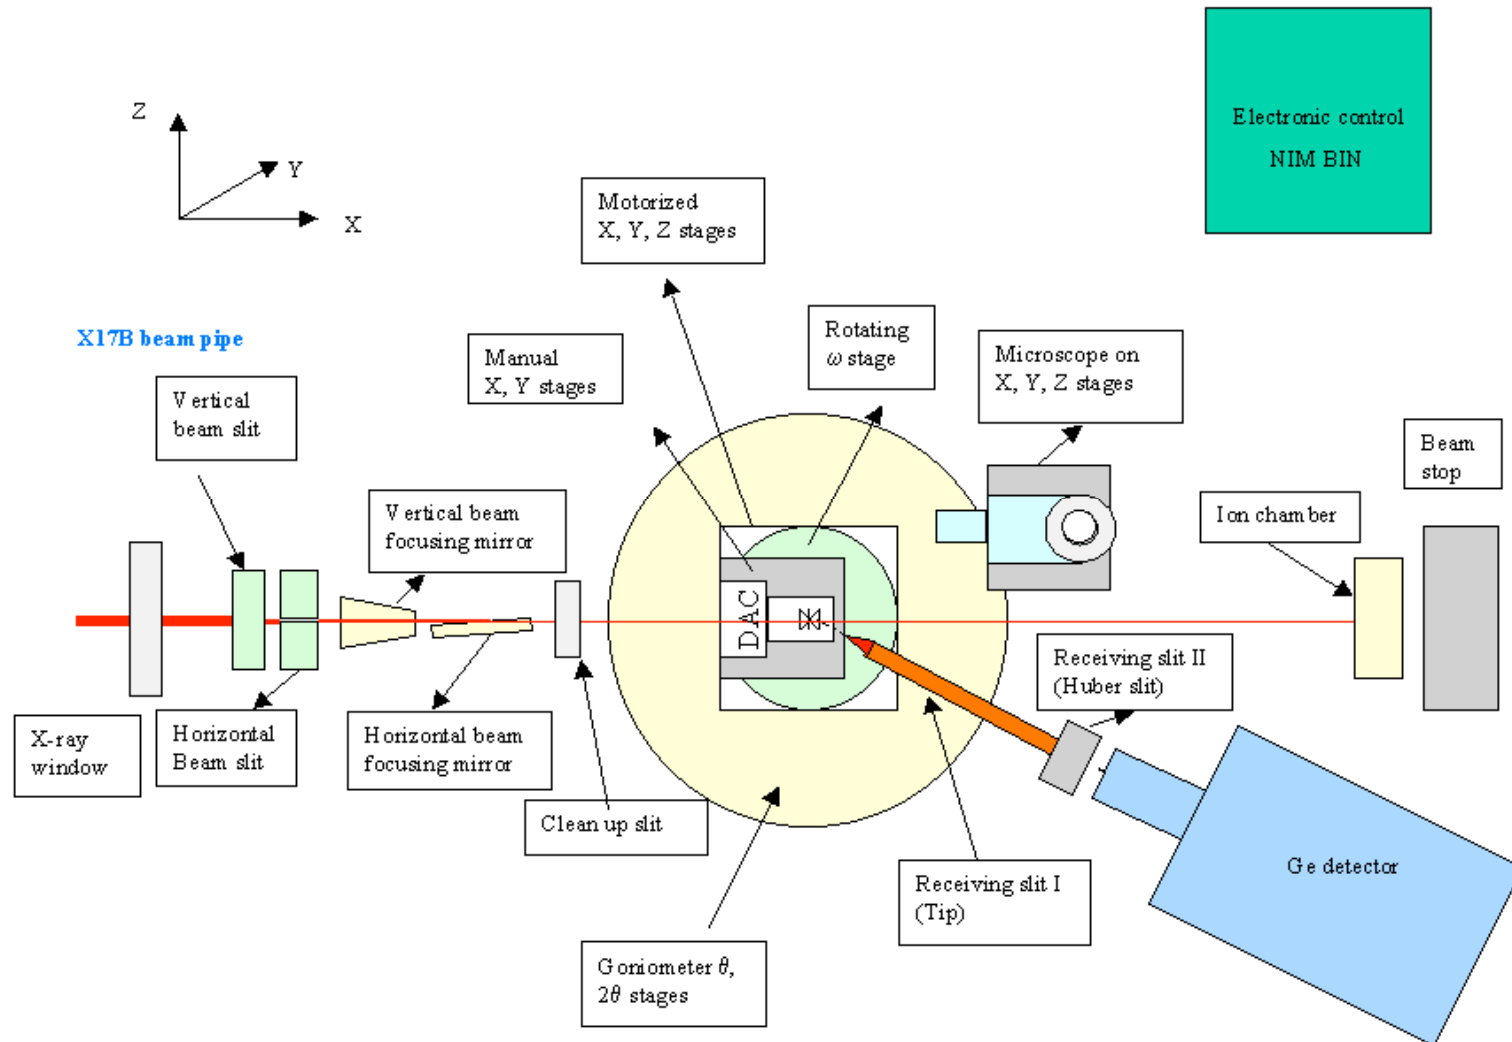 Electronic control
NIM BIN
Z
Y
X
Motorized
X, Y, Z stages
X17B beam pipe
Manual
X, Y stages
Rotating
ω stage
Microscope on
X, Y, Z stages
Vertical
beam slit
Beam
stop
Vertical beam
focusing mirror
Ion chamber
DAC
X-ray
window
Horizontal
Beam slit
Horizontal beam
focusing mirror
Clean up slit
Receiving slit II
(Huber slit)
Receiving slit I
(Tip)
Ge detector
Goniometer θ,
2θ stages